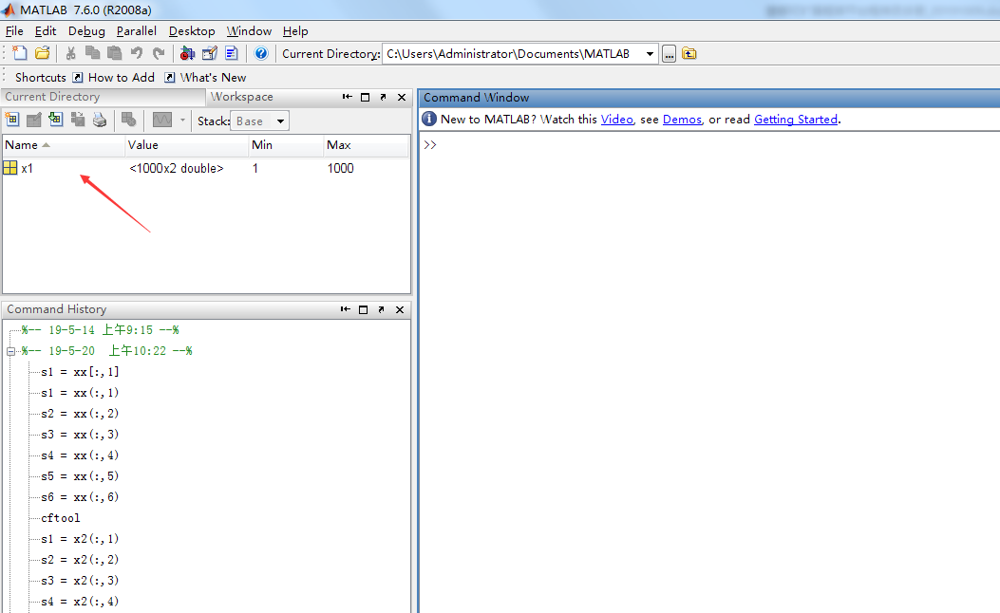 MATLAB 7.6.0 (R2008a)
File Edit Debug Parallel Desktop Window Help
Current Directory: C:\Users\Administrator\Documents\MATLAB ...
Shortcuts How to Add What's New
Current Directory Workspace
Stack: Base
Name Value Min Max
x1 <1000x2 double> 1 1000
Command History
%-- 19-5-14 上午9:15 --%
%-- 19-5-20 上午10:22 --%
s1 = xx[:,1]
s1 = xx(:,1)
s2 = xx(:,2)
s3 = xx(:,3)
s4 = xx(:,4)
s5 = xx(:,5)
s6 = xx(:,6)
cftool
s1 = x2(:,1)
s2 = x2(:,2)
s3 = x2(:,3)
s4 = x2(:,4)
Command Window
New to MATLAB? Watch this Video, see Demos, or read Getting Started.
>>